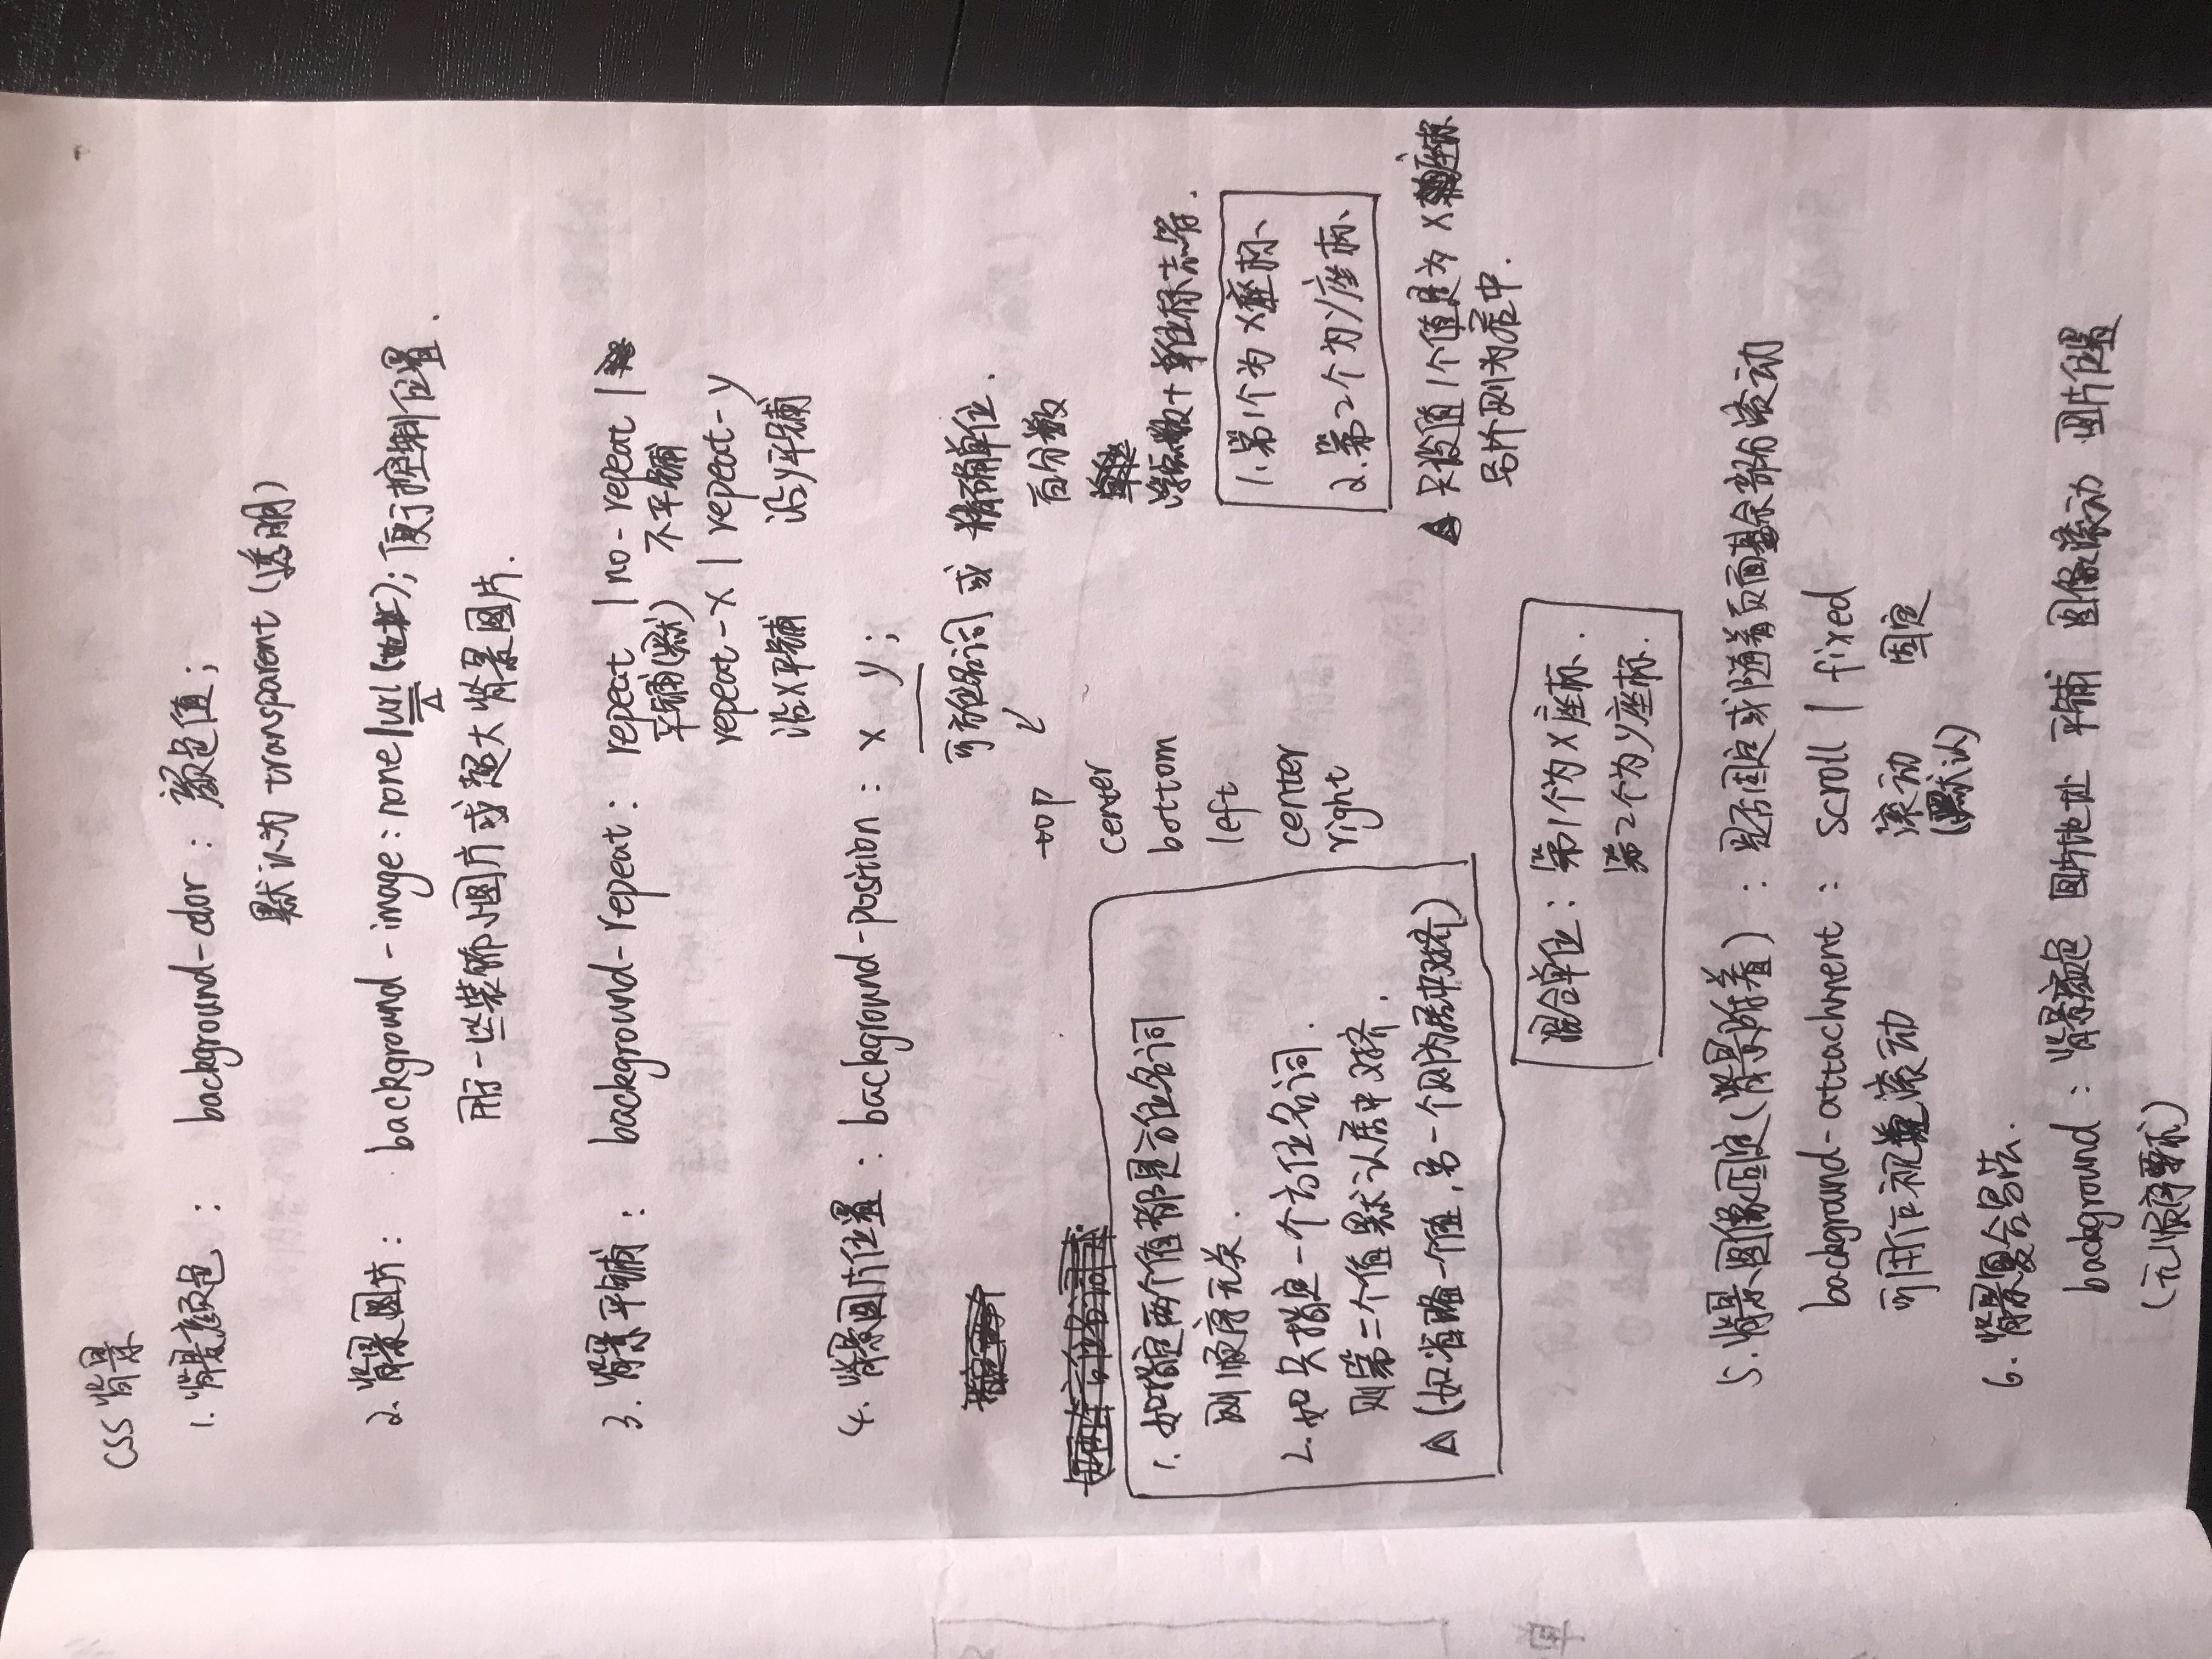 CSS 背景
1. 背景颜色 : background-color : 颜色值;
默认为 transparent (透明)
2. 背景图片 : background - image : none | url (地址); 便于控制位置.
用于一些装饰小图片或超大背景图片.
3. 背景平铺 : background-repeat : repeat | no - repeat |
平铺(默) 不平铺
repeat - x | repeat - y
沿X平铺 沿y平铺
4. 背景图片位置 : background-position : x y ;
可方位名词 或 精确单位.
top
center
bottom
left
center
right
百分数
浮点数 + 单位标志符.
1. 如指定两个值都是方位名词
则顺序无关.
2. 如只指定一个方位名词.
则第二个值默认居中对齐.
△ (如省略一个值, 另一个则为居中对齐)
1. 第1个为 X座标、
2. 第2个为y座标、
△ 只设值1个值是为 X座标
另外则为居中.
混合单位 : 第1个为X座标.
第2个为y座标.
5. 背景图像固定(背景附着) : 是否固定或随着页面其余部分滚动
background-attachment : scroll | fixed
可用作视差滚动 滚动 固定
(默认)
6. 背景复合写法.
background : 背景颜色 图片地址 平铺 图像滚动 图片位置
(无顺序要求)